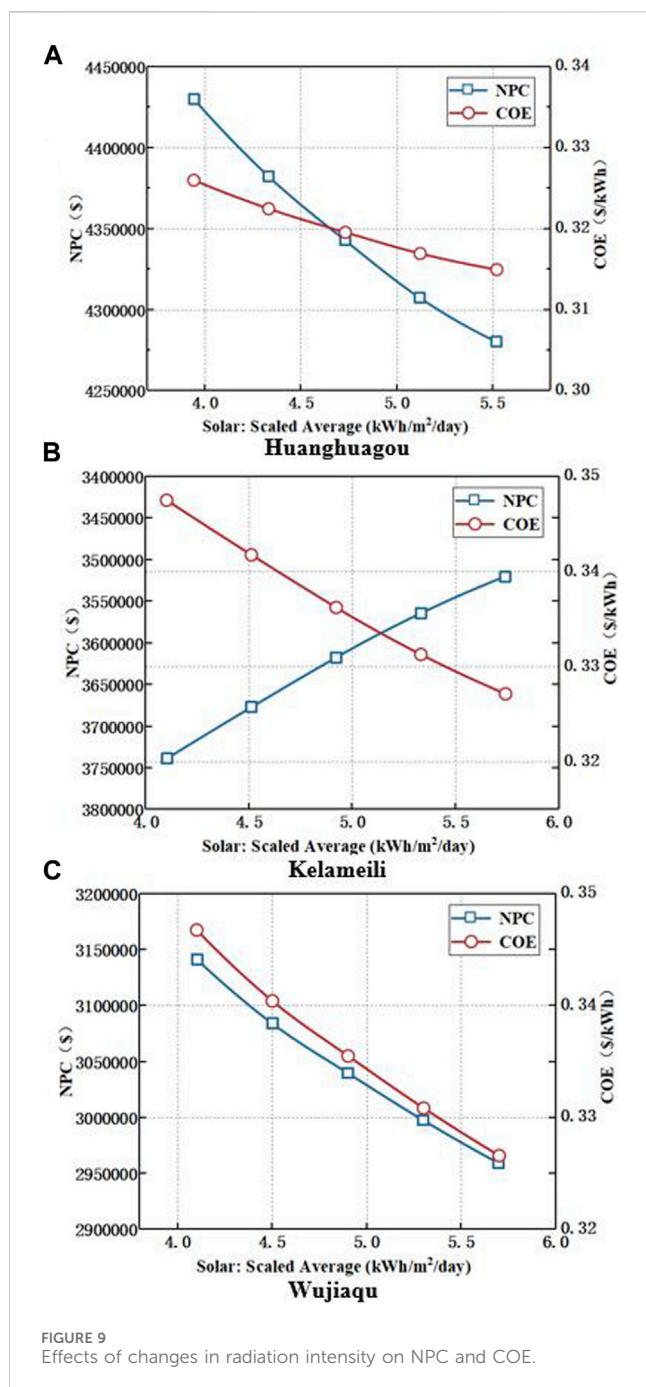 A
4450000
4400000
4350000
4300000
4250000
NPC ($)
NPC
COE
0.34
0.33
0.32
0.31
0.30
COE ($/kWh)
4.0 4.5 5.0 5.5
Solar: Scaled Average (kWh/m²/day)
Huanghuagou
B
3400000
3450000
3500000
3550000
3600000
3650000
3700000
3750000
3800000
NPC ($)
NPC
COE
0.35
0.34
0.33
0.32
COE ($/kWh)
4.0 4.5 5.0 5.5 6.0
Solar: Scaled Average (kWh/m²/day)
Kelameili
C
3200000
3150000
3100000
3050000
3000000
2950000
2900000
NPC ($)
NPC
COE
0.35
0.34
0.33
0.32
COE ($/kWh)
4.0 4.5 5.0 5.5 6.0
Solar: Scaled Average (kWh/m²/day)
Wujiaqu
FIGURE 9
Effects of changes in radiation intensity on NPC and COE.